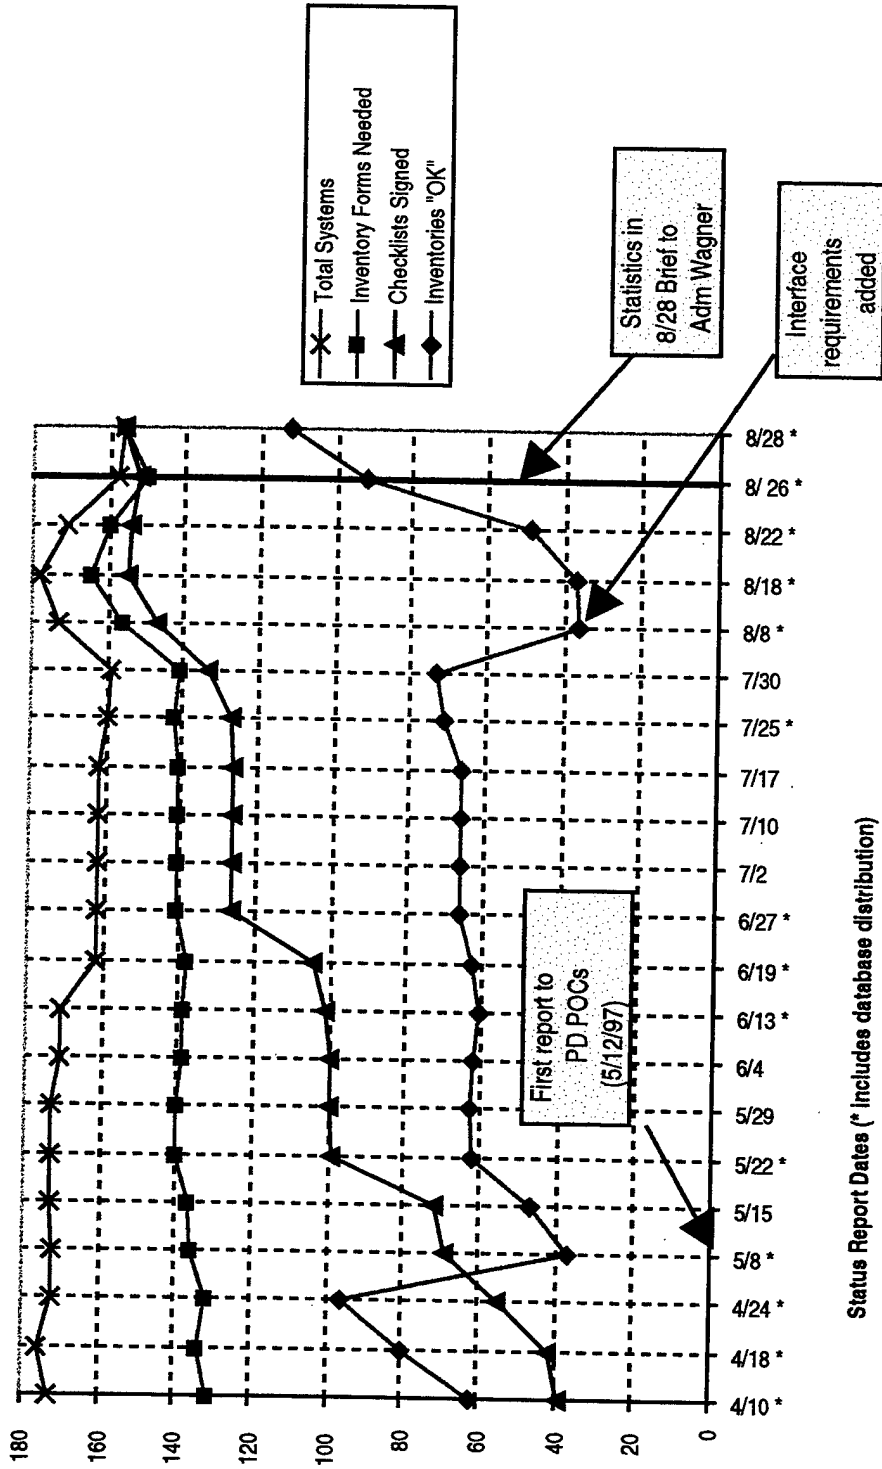 180
160
140
120
100
80
60
40
20
0
4/10 *
4/18 *
4/24 *
5/8 *
5/15
5/22 *
5/29
6/4
6/13 *
6/19 *
6/27 *
7/2
7/10
7/17
7/25 *
7/30
8/8 *
8/18 *
8/22 *
8/ 26 *
8/28 *
Status Report Dates (* includes database distribution)
Total Systems
Inventory Forms Needed
Checklists Signed
Inventories "OK"
First report to
PD POCs
(5/12/97)
Statistics in
8/28 Brief to
Adm Wagner
Interface
requirements
added